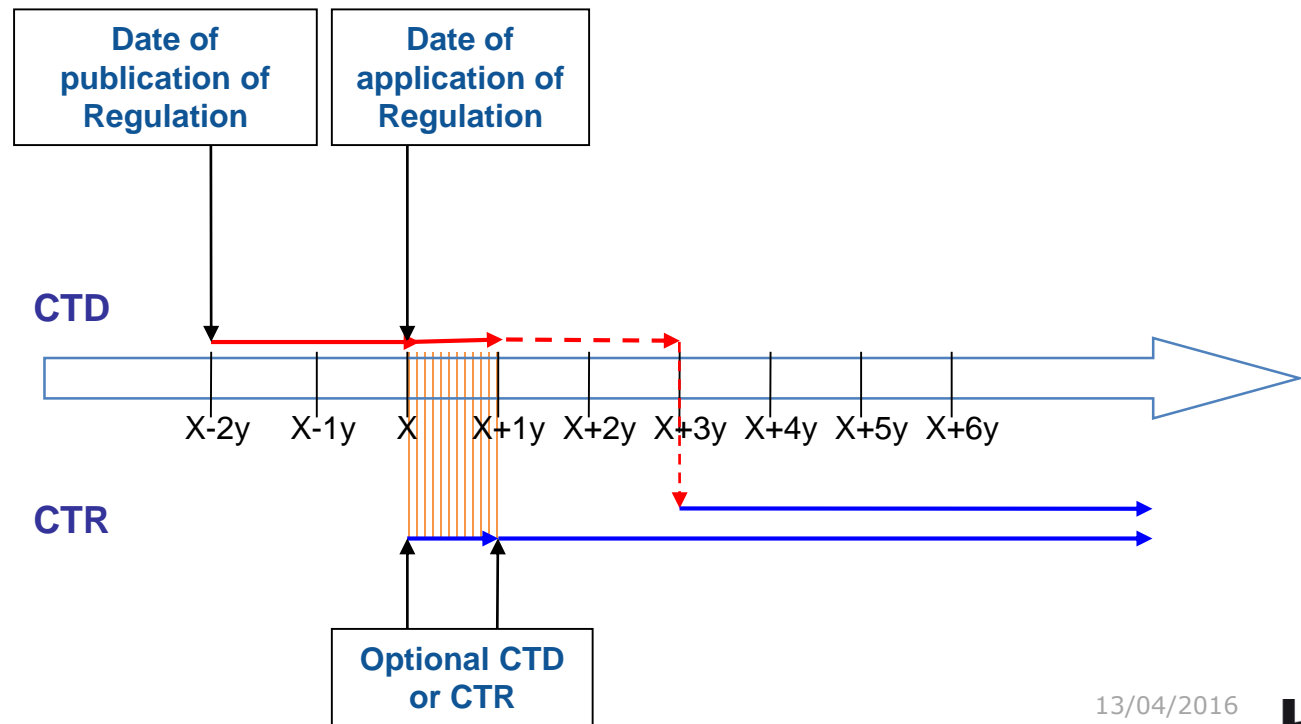 Date of
publication of
Regulation
Date of
application of
Regulation
CTD
X-2y X-1y X X+1y X+2y X+3y X+4y X+5y X+6y
CTR
Optional CTD
or CTR
13/04/2016